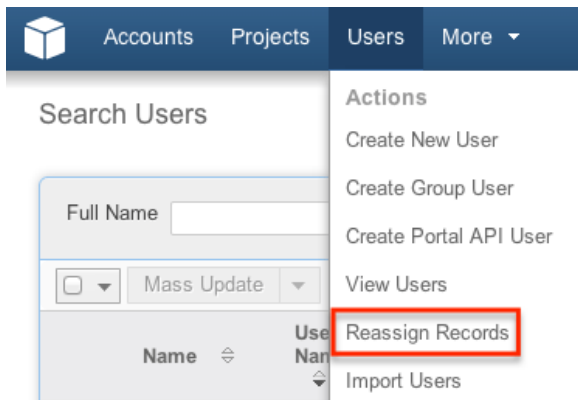 Accounts Projects Users More
Search Users
Actions
Create New User
Create Group User
Full Name
Create Portal API User
Mass Update
View Users
Reassign Records
Name
Import Users